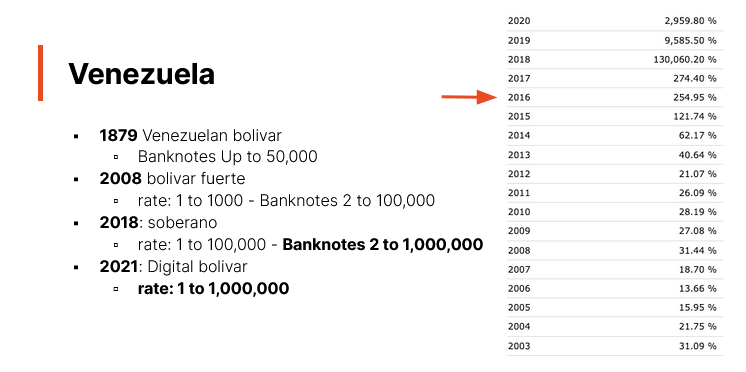 Venezuela
▪ 1879 Venezuelan bolivar
▫ Banknotes Up to 50,000
▪ 2008 bolivar fuerte
▫ rate: 1 to 1000 - Banknotes 2 to 100,000
▪ 2018: soberano
▫ rate: 1 to 100,000 - Banknotes 2 to 1,000,000
▪ 2021: Digital bolivar
▫ rate: 1 to 1,000,000
2020 2,959.80 %
2019 9,585.50 %
2018 130,060.20 %
2017 274.40 %
2016 254.95 %
2015 121.74 %
2014 62.17 %
2013 40.64 %
2012 21.07 %
2011 26.09 %
2010 28.19 %
2009 27.08 %
2008 31.44 %
2007 18.70 %
2006 13.66 %
2005 15.95 %
2004 21.75 %
2003 31.09 %